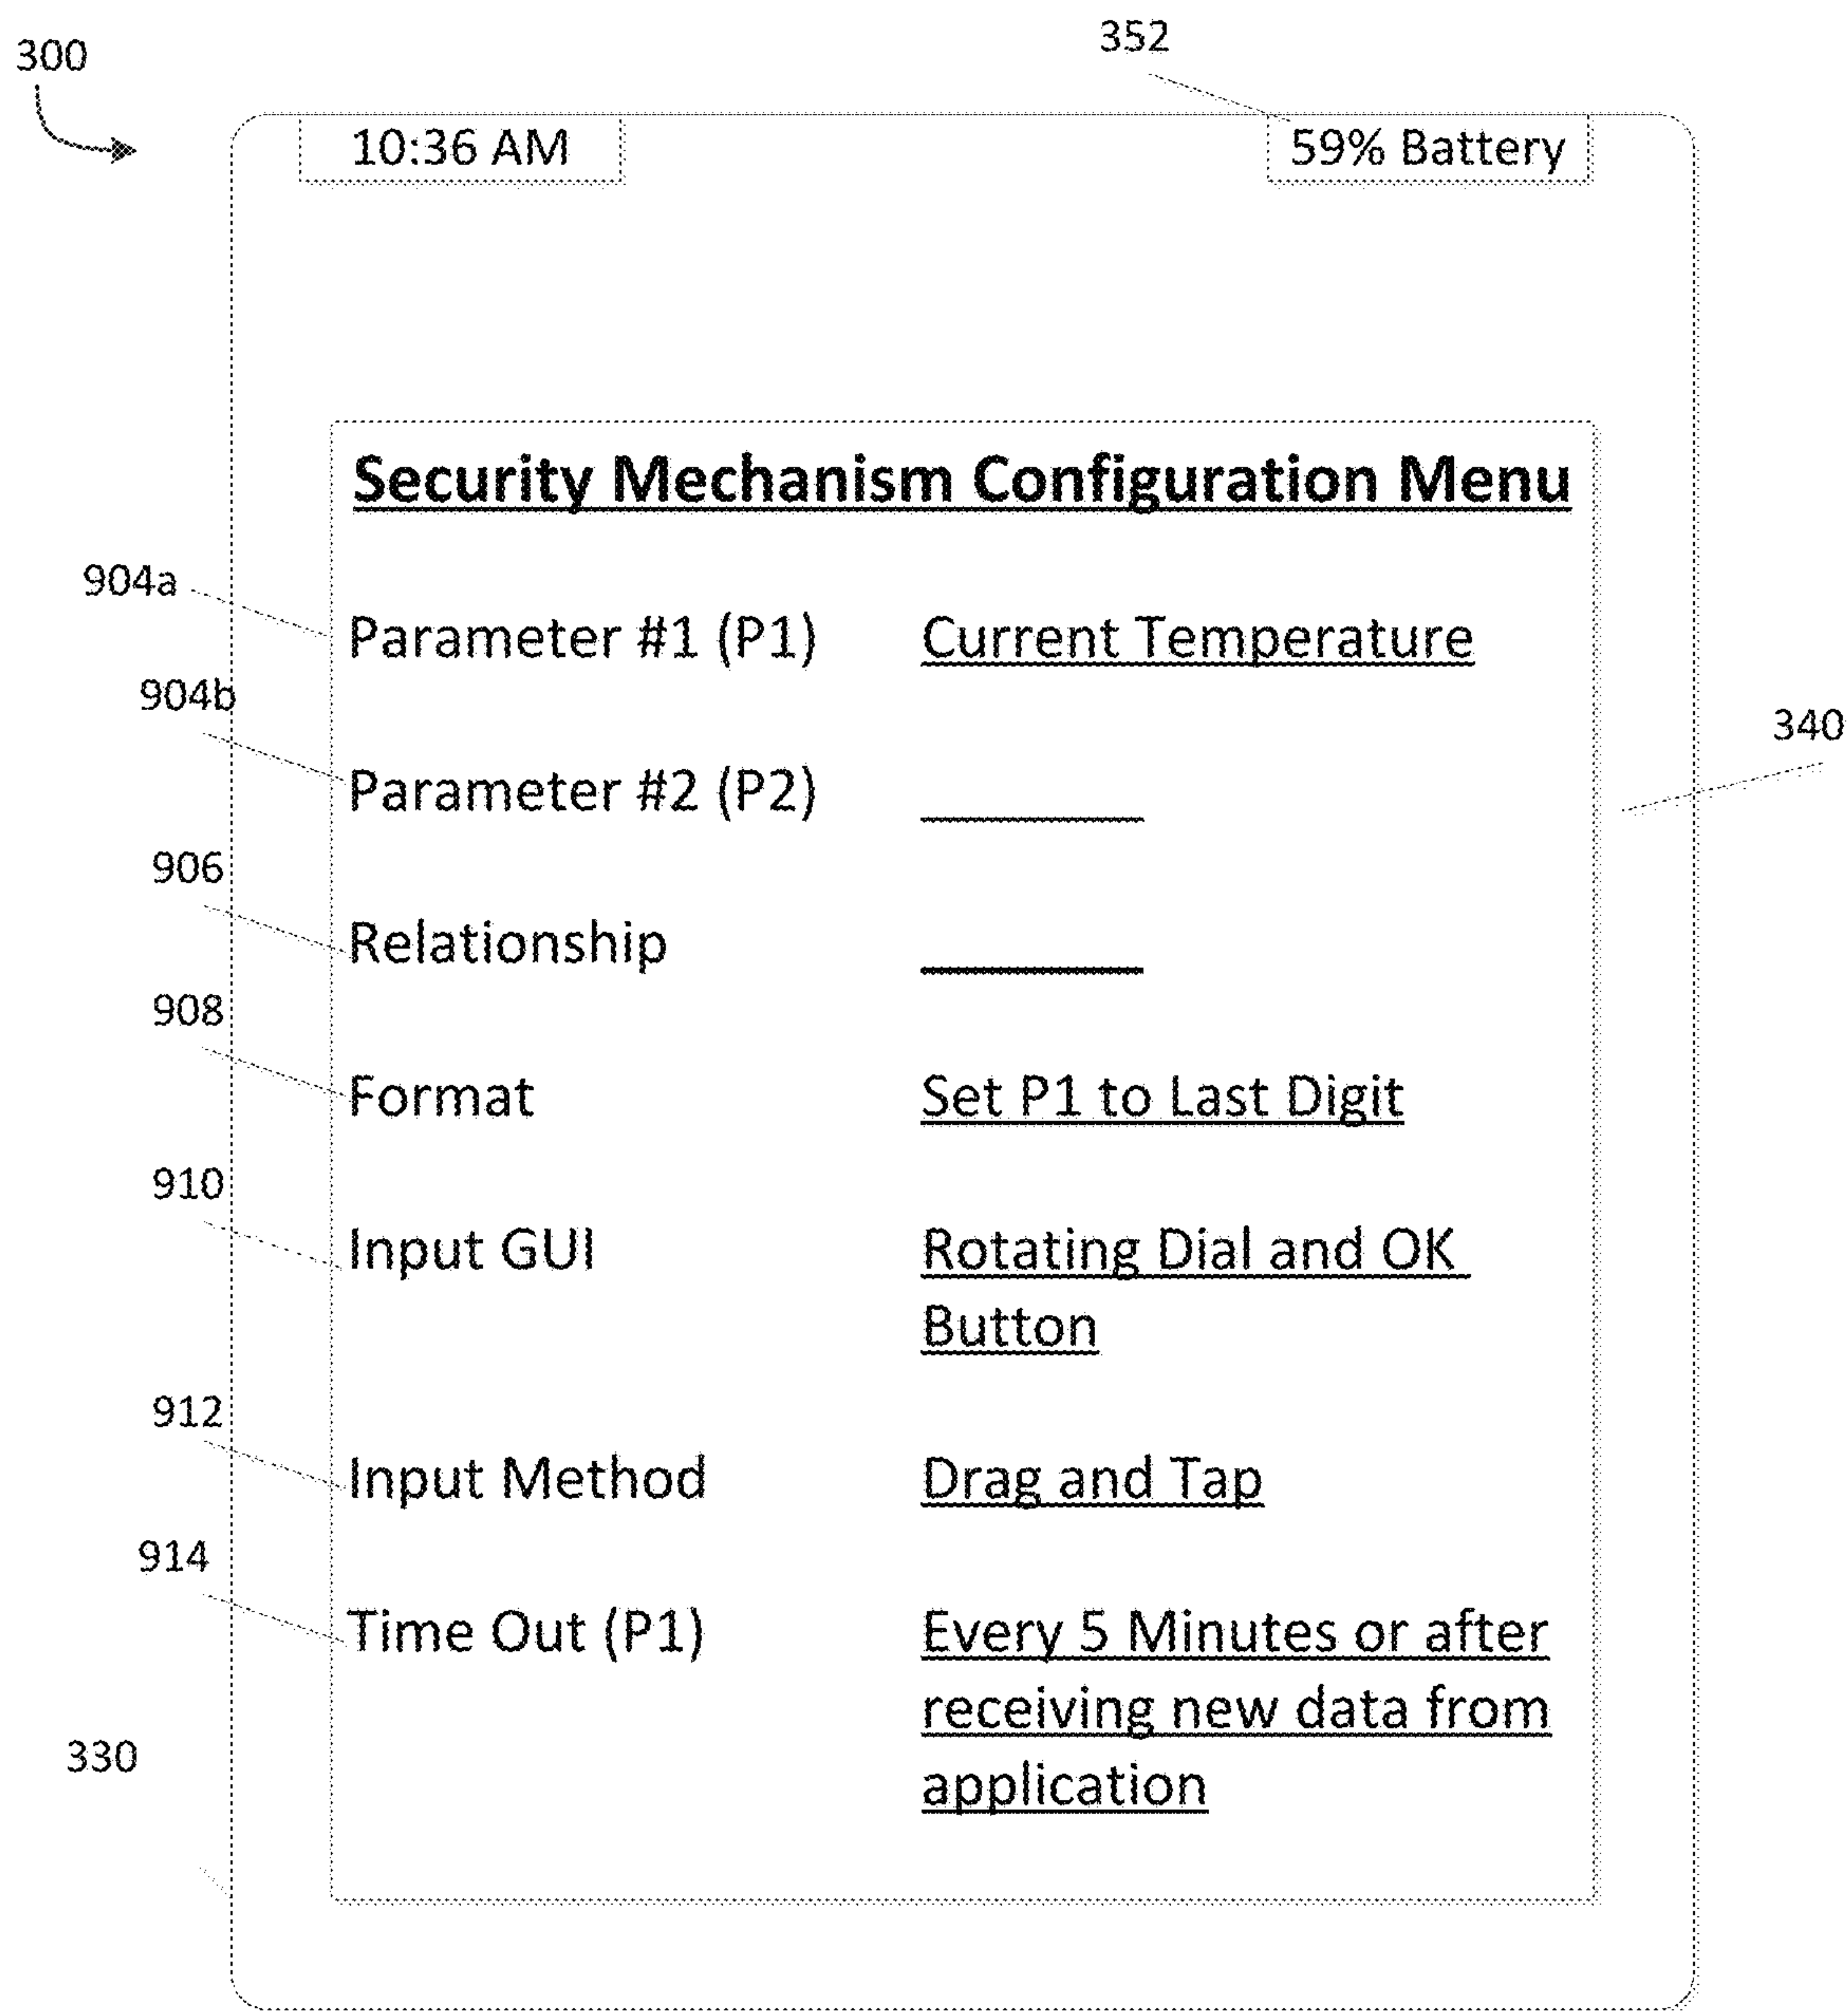 352
300
10:36 AM 59% Battery
Security Mechanism Configuration Menu
904a
Parameter #1 (P1) Current Temperature
904b
340
Parameter #2 (P2)
906
Relationship
908
Format Set P1 to Last Digit
910
Input GUI Rotating Dial and OK
Button
912
Input Method Drag and Tap
914
Time Out (P1) Every 5 Minutes or after
receiving new data from
330
application